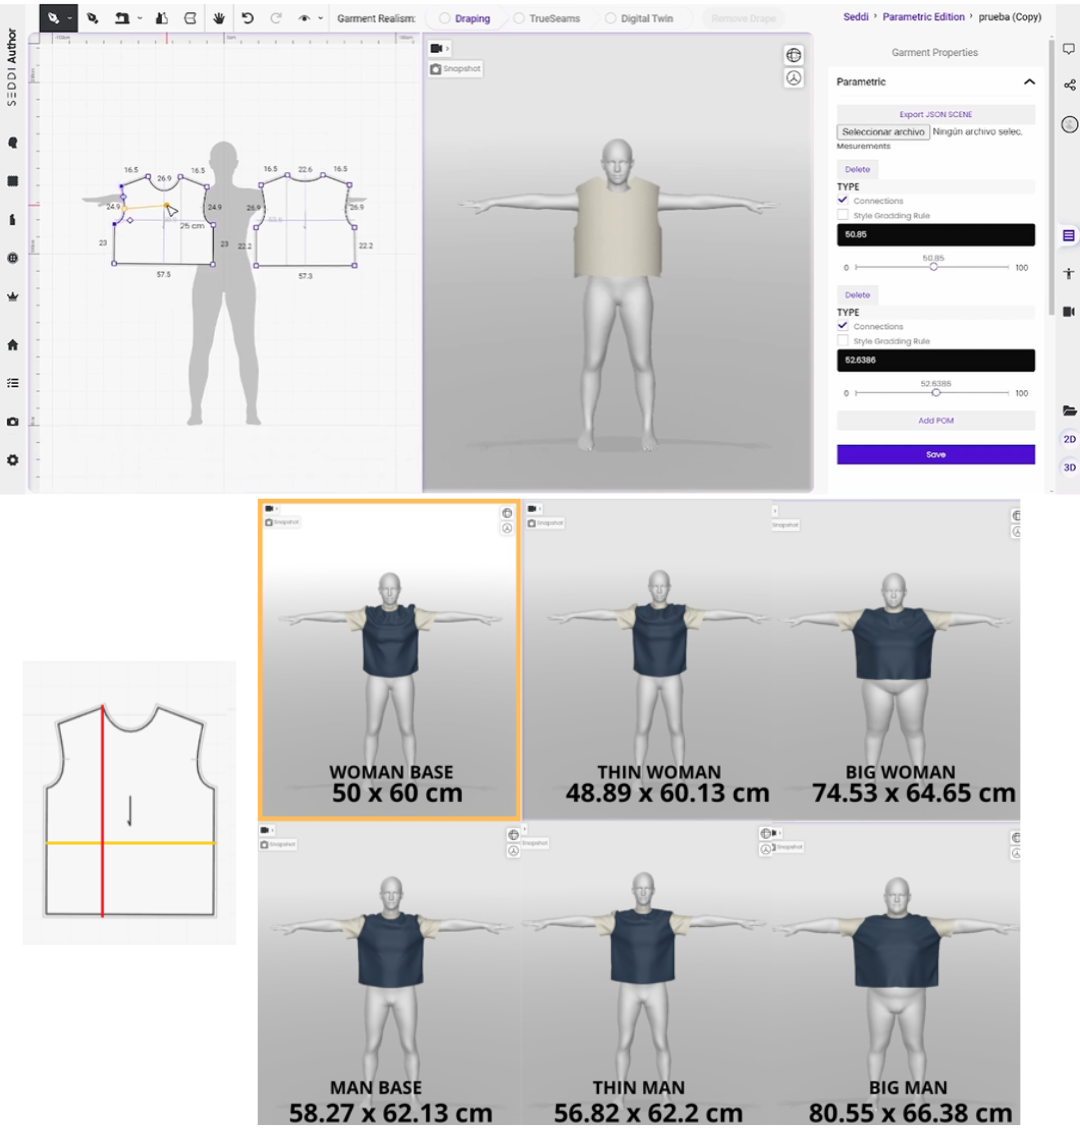 SEDDI Author
Garment Realism:
Draping
TrueSeams
Digital Twin
Remove Drape
Seddi > Parametric Edition > prueba (Copy)
Snapshot
16.5
26.9
16.5
16.5
22.6
16.5
24.9
24.9
26.9
26.9
25 cm
23
23
22.2
22.2
57.5
57.3
Garment Properties
Parametric
Export JSON SCENE
Seleccionar archivo Ningún archivo selec.
Mesurements
Delete
TYPE
Connections
Style Gradding Rule
50.85
50.85
0
100
Delete
TYPE
Connections
Style Gradding Rule
52.6386
52.6386
0
100
Add POM
Save
2D
3D
Snapshot
Snapshot
Snapshot
WOMAN BASE
50 x 60 cm
THIN WOMAN
48.89 x 60.13 cm
BIG WOMAN
74.53 x 64.65 cm
Snapshot
Snapshot
Snapshot
MAN BASE
58.27 x 62.13 cm
THIN MAN
56.82 x 62.2 cm
BIG MAN
80.55 x 66.38 cm